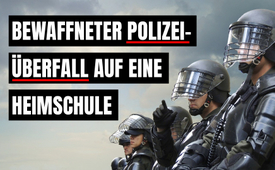 BEWAFFNETER POLIZEI-
ÜBERFALL AUF EINE
HEIMSCHULE